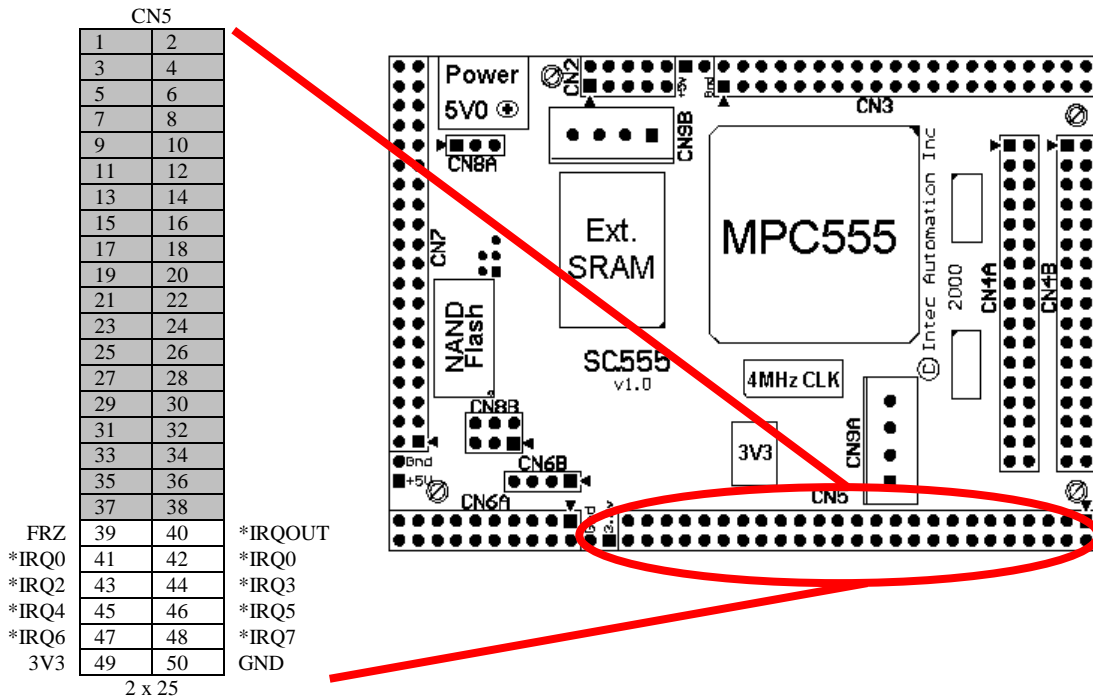 CN5
1 2
3 4
5 6
7 8
9 10
11 12
13 14
15 16
17 18
19 20
21 22
23 24
25 26
27 28
29 30
31 32
33 34
35 36
37 38
FRZ 39 40 *IRQOUT
*IRQ0 41 42 *IRQ0
*IRQ2 43 44 *IRQ3
*IRQ4 45 46 *IRQ5
*IRQ6 47 48 *IRQ7
3V3 49 50 GND
2 x 25
Power
5V0
CN2
+5V
Gnd
CN3
CN8A
CN9B
CN7
Ext.
SRAM
MPC555
© Intec Automation Inc
2000
CN4A
CN4B
NAND
Flash
SC555
v1.0
4MHz CLK
CN8B
3V3
CN9A
Gnd
+5V
CN6B
CN6A
CN5